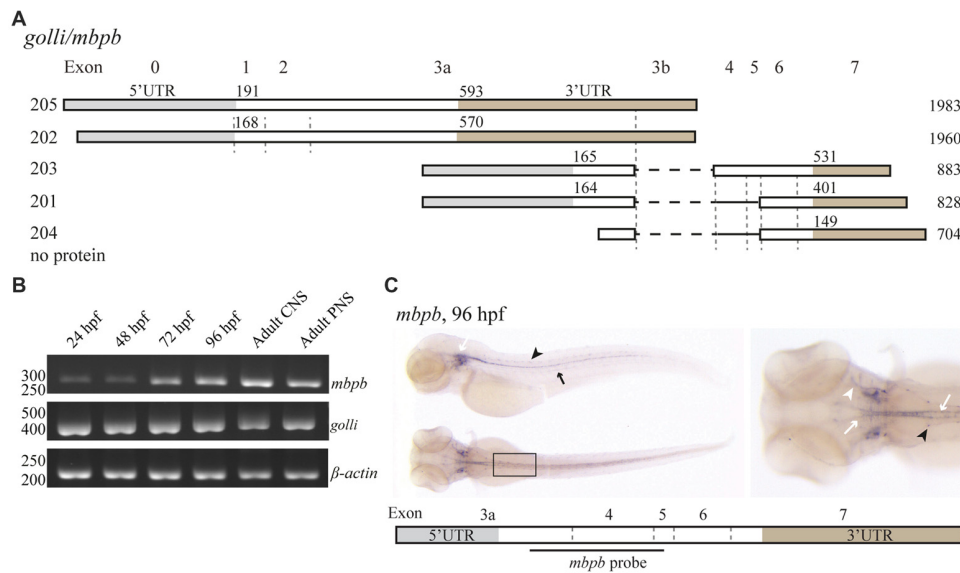 A
golli/mbpb
Exon 0 1 2 3a 3b 4 5 6 7
5'UTR 191 593 3'UTR
205 1983
168 570
202 1960
165 531
203 883
164 401
201 828
149
204 704
no protein
B
24 hpf 48 hpf 72 hpf 96 hpf Adult CNS Adult PNS
300
250 mbpb
500
400 golli
250
200 β-actin
C
mbpb, 96 hpf
Exon 3a 4 5 6 7
5'UTR 3'UTR
mbpb probe